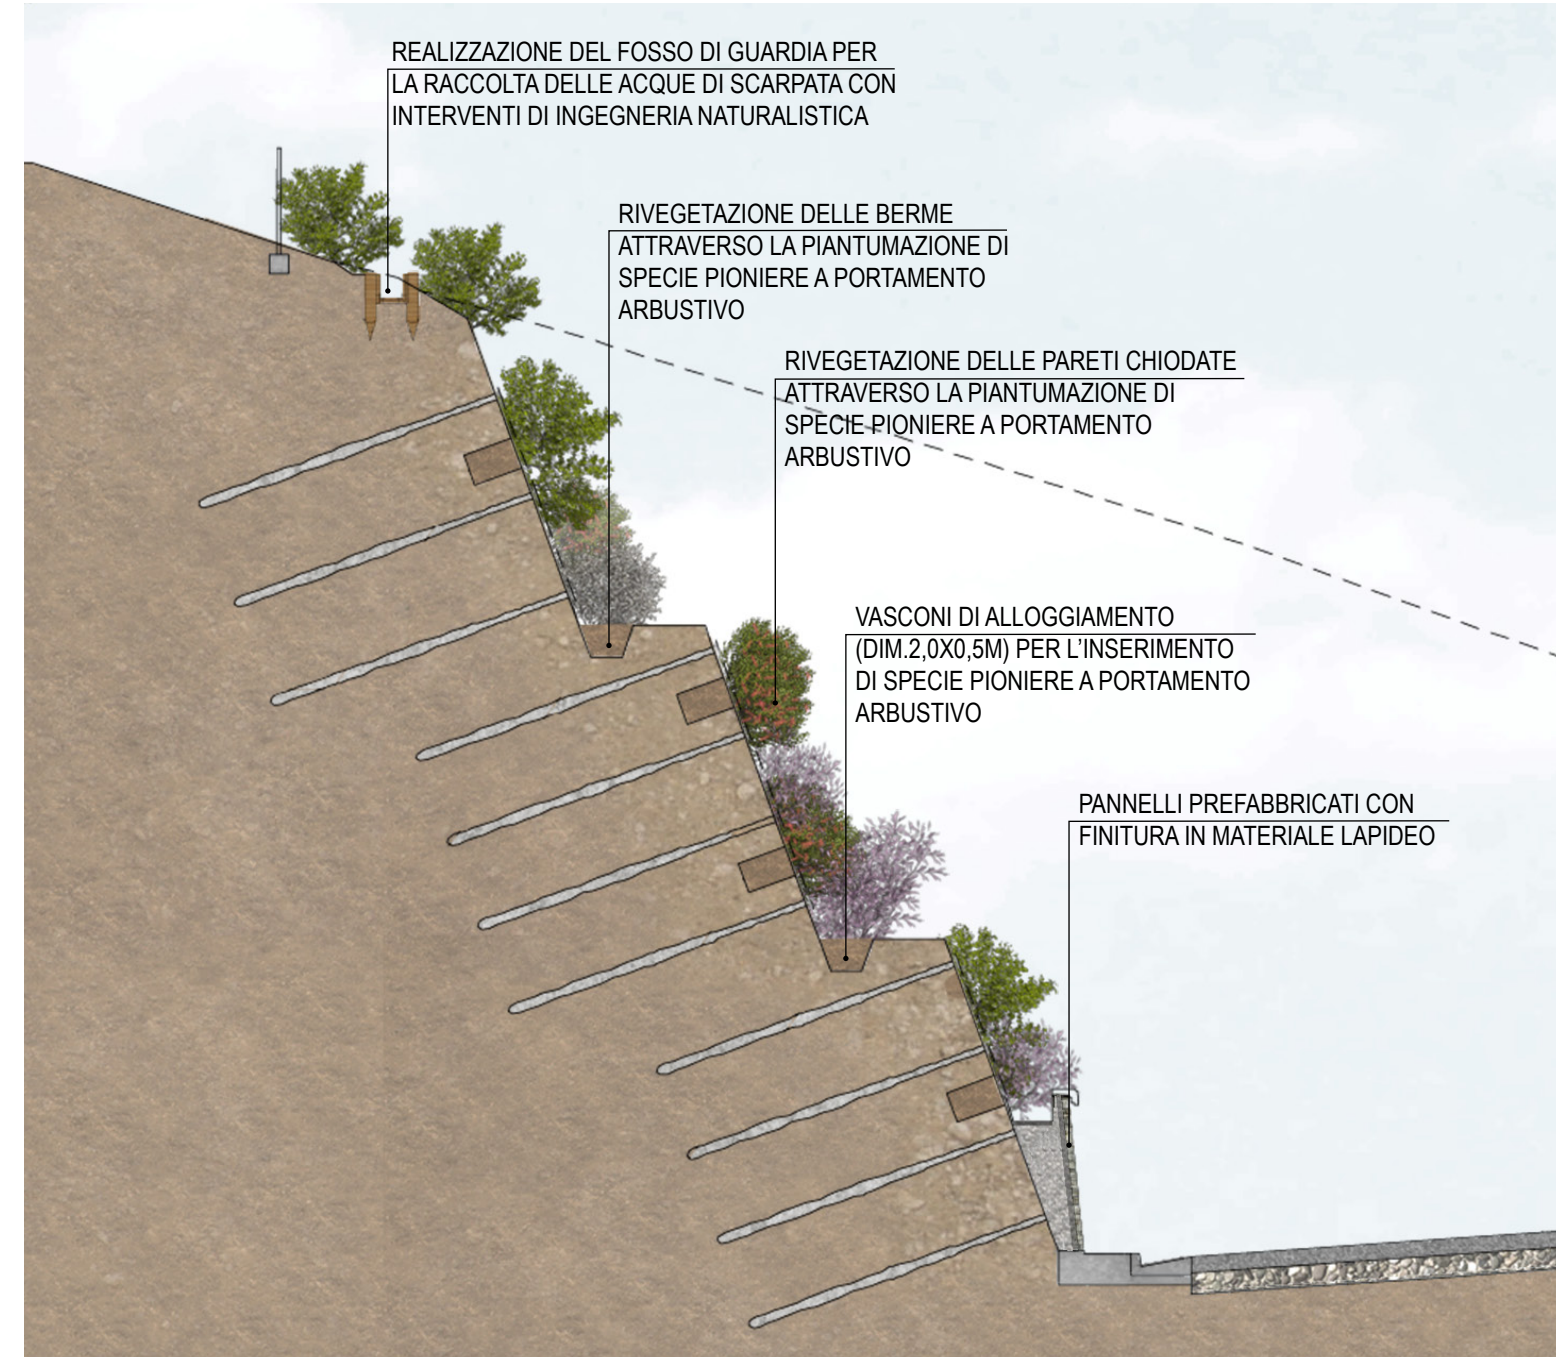 REALIZZAZIONE DEL FOSSO DI GUARDIA PER
LA RACCOLTA DELLE ACQUE DI SCARPATA CON
INTERVENTI DI INGEGNERIA NATURALISTICA
RIVEGETAZIONE DELLE BERME
ATTRAVERSO LA PIANTUMAZIONE DI
SPECIE PIONIERE A PORTAMENTO
ARBUSTIVO
RIVEGETAZIONE DELLE PARETI CHIODATE
ATTRAVERSO LA PIANTUMAZIONE DI
SPECIE PIONIERE A PORTAMENTO
ARBUSTIVO
VASCONI DI ALLOGGIAMENTO
(DIM.2,0X0,5M) PER L'INSERIMENTO
DI SPECIE PIONIERE A PORTAMENTO
ARBUSTIVO
PANNELLI PREFABBRICATI CON
FINITURA IN MATERIALE LAPIDEO